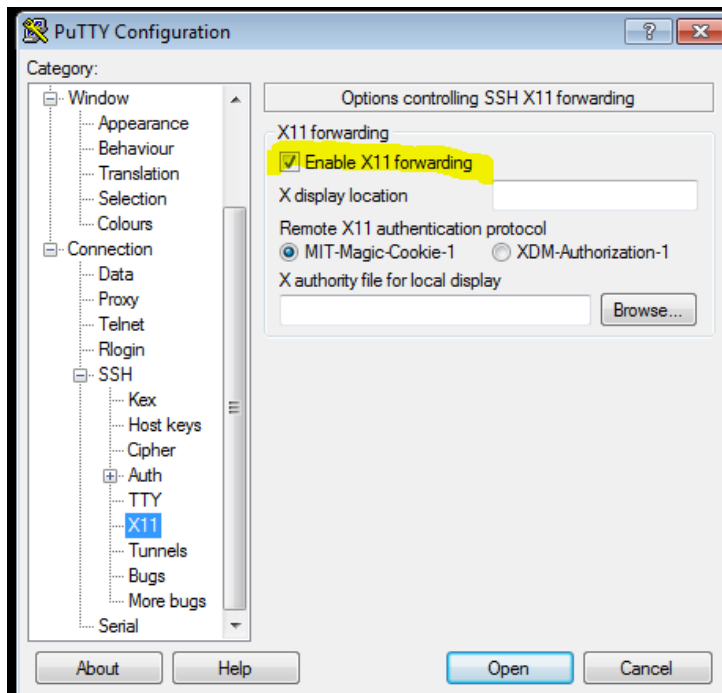 PuTTY Configuration
Category:
Window
Appearance
Behaviour
Translation
Selection
Colours
Connection
Data
Proxy
Telnet
Rlogin
SSH
Kex
Host keys
Cipher
Auth
TTY
X11
Tunnels
Bugs
More bugs
Serial
Options controlling SSH X11 forwarding
X11 forwarding
Enable X11 forwarding
X display location
Remote X11 authentication protocol
MIT-Magic-Cookie-1 XDM-Authorization-1
X authority file for local display
Browse...
About Help Open Cancel